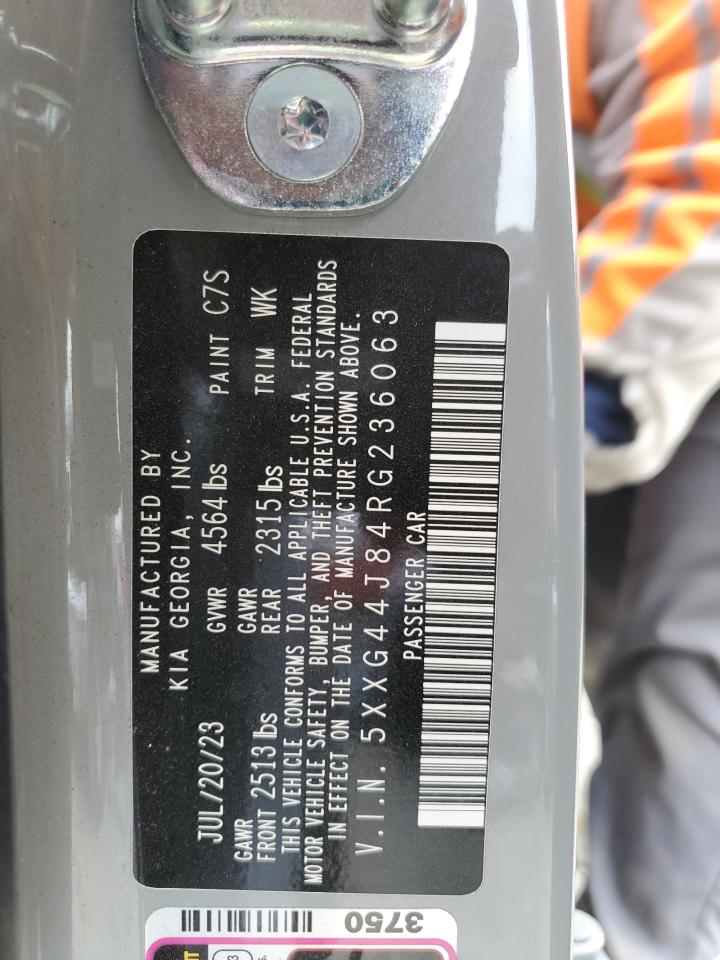 MANUFACTURED BY
KIA GEORGIA, INC.
JUL/20/23 GVWR 4564 lbs PAINT C7S
GAWR GAWR
FRONT 2513 lbs REAR 2315 lbs TRIM WK
THIS VEHICLE CONFORMS TO ALL APPLICABLE U.S.A. FEDERAL
MOTOR VEHICLE SAFETY, BUMPER, AND THEFT PREVENTION STANDARDS
IN EFFECT ON THE DATE OF MANUFACTURE SHOWN ABOVE.
V.I.N. 5XXG44J84RG236063
PASSENGER CAR
3750